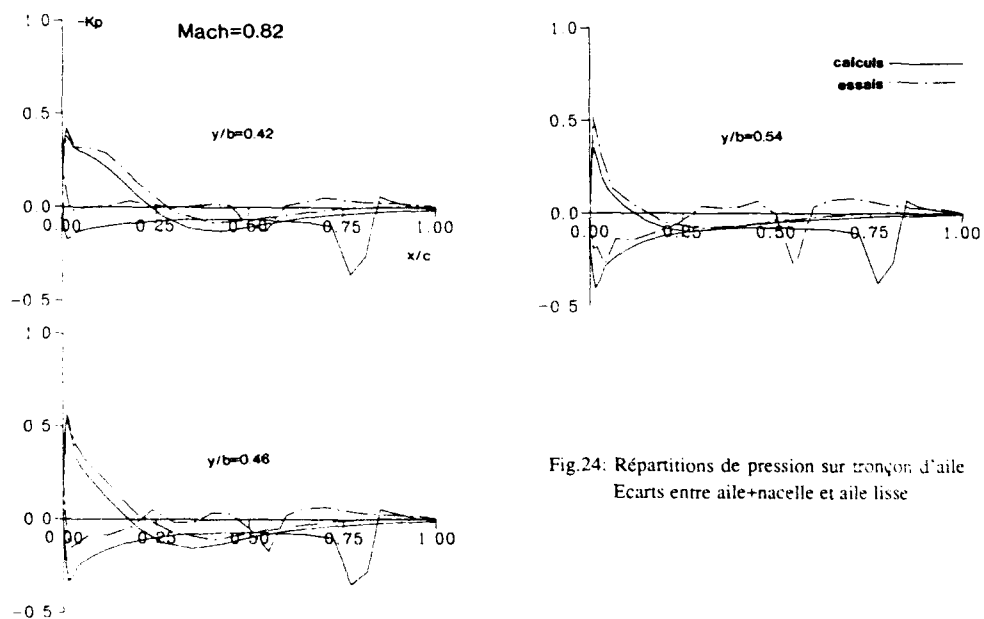 1 0
-Kp
Mach=0.82
0.5
y/b=0.42
0.0
0.00 0.25 0.50 0.75 1.00
x/c
-0 5
1.0
calculs
essais
0.5
y/b=0.54
0.0
0.00 0.25 0.50 0.75 1.00
-0 5
1 0
0 5
y/b=0.46
0 0
0 00 0.25 0 50 0.75 1.00
-0 5
Fig.24: Répartitions de pression sur tronçon d'aile
Ecarts entre aile+nacelle et aile lisse